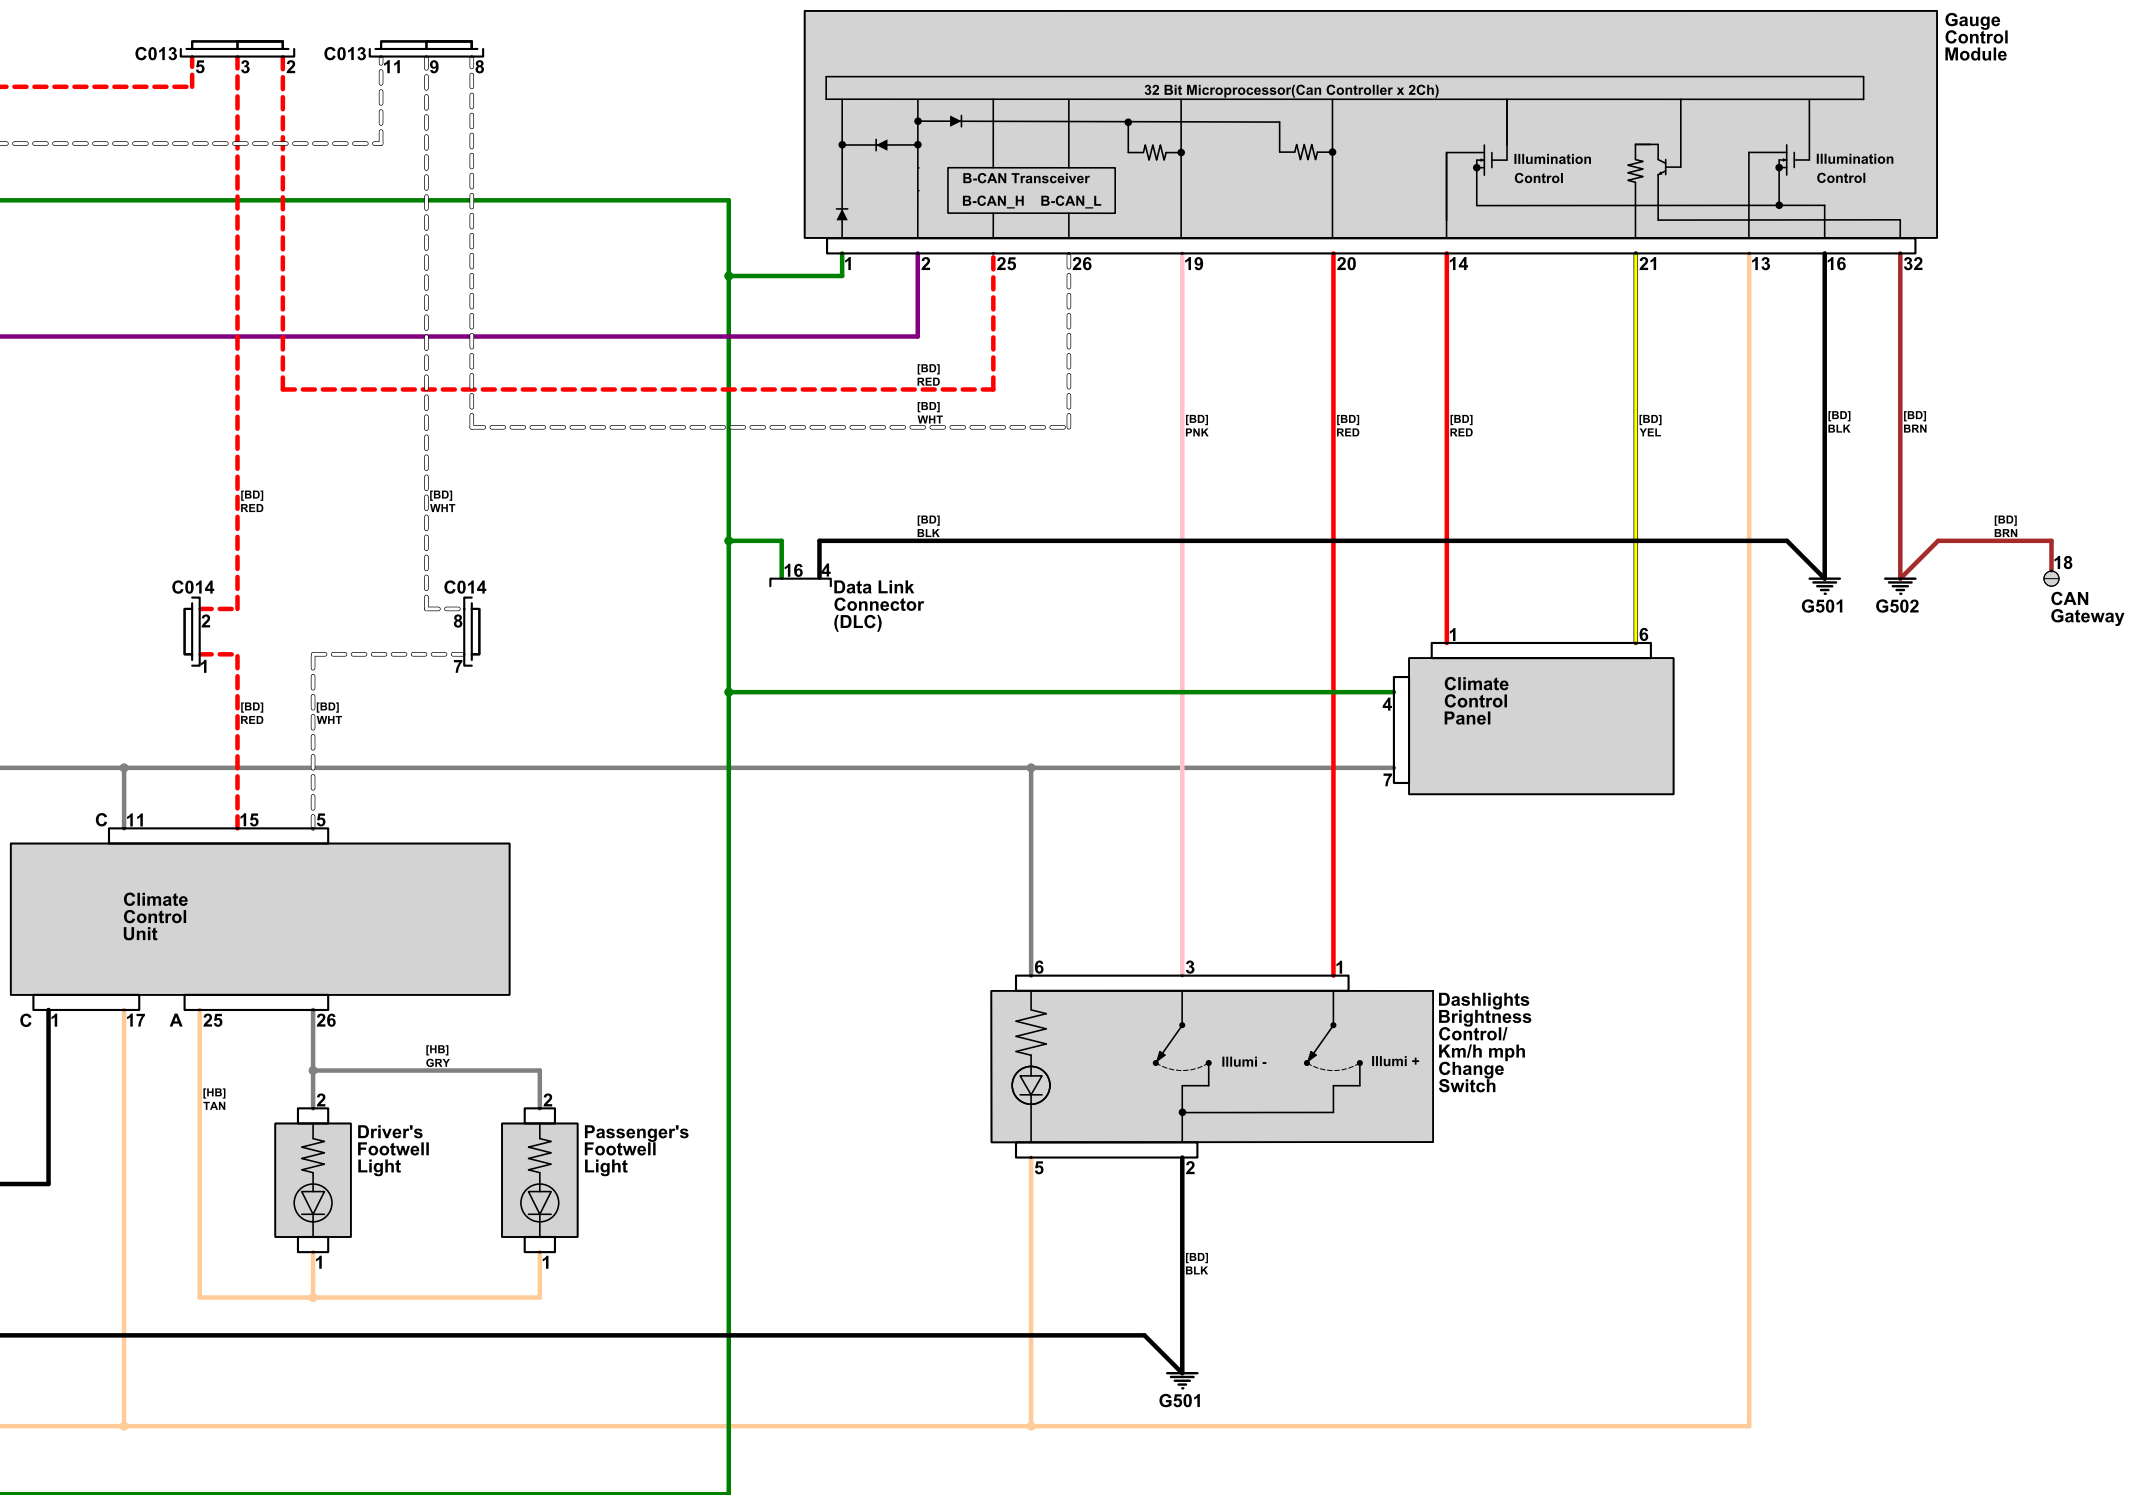 Gauge
Control
Module
C013
5
3
2
C013
11
9
8
32 Bit Microprocessor(Can Controller x 2Ch)
Illumination
Control
Illumination
Control
B-CAN Transceiver
B-CAN_H B-CAN_L
1
2
25
26
19
20
14
21
13
16
32
[BD]
RED
[BD]
WHT
[BD]
PNK
[BD]
RED
[BD]
RED
[BD]
YEL
[BD]
BLK
[BD]
BRN
[BD]
RED
[BD]
WHT
[BD]
BLK
[BD]
BRN
16
4
Data Link
Connector
(DLC)
G501
G502
18
CAN
Gateway
C014
2
1
C014
8
7
1
6
Climate
Control
Panel
4
7
[BD]
RED
[BD]
WHT
C
11
15
5
Climate
Control
Unit
C
1
17
A
25
26
[HB]
GRY
[HB]
TAN
2
Driver's
Footwell
Light
1
2
Passenger's
Footwell
Light
1
6
3
1
Dashlights
Brightness
Control/
Km/h mph
Change
Switch
Illumi -
Illumi +
5
2
[BD]
BLK
G501